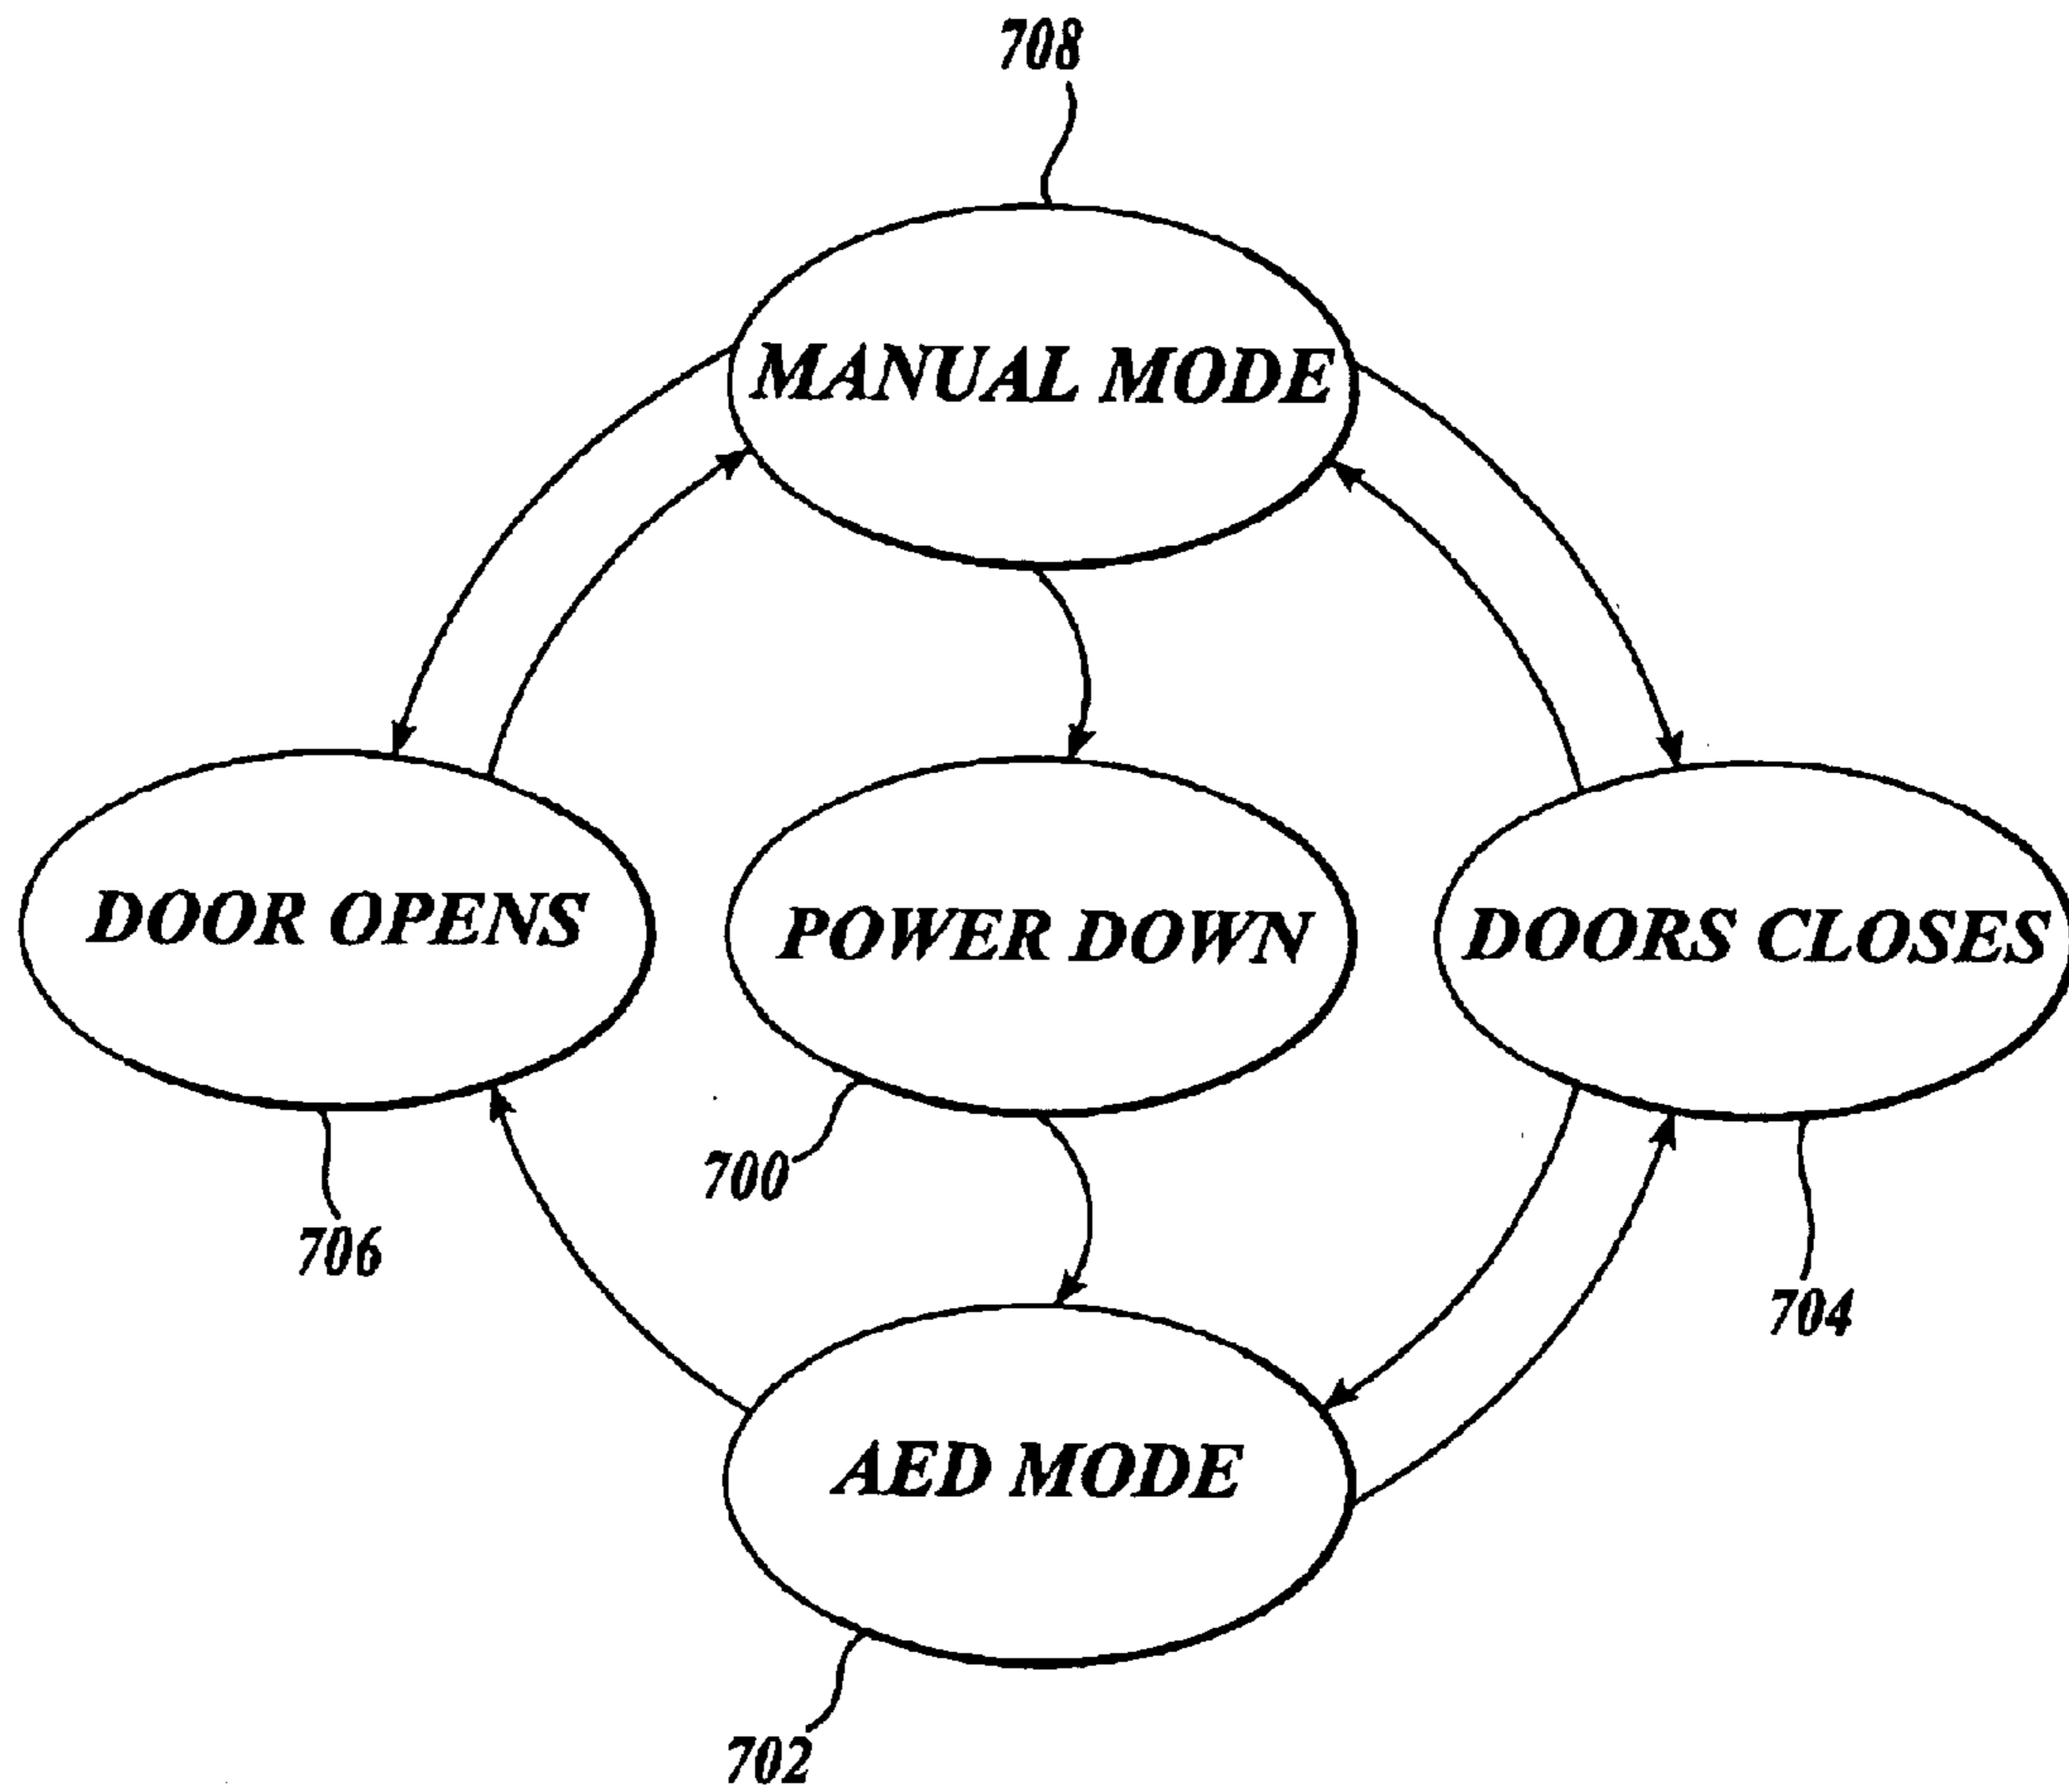 708
MANUAL MODE
DOOR OPENS
POWER DOWN
DOORS CLOSES
700
706
704
AED MODE
702